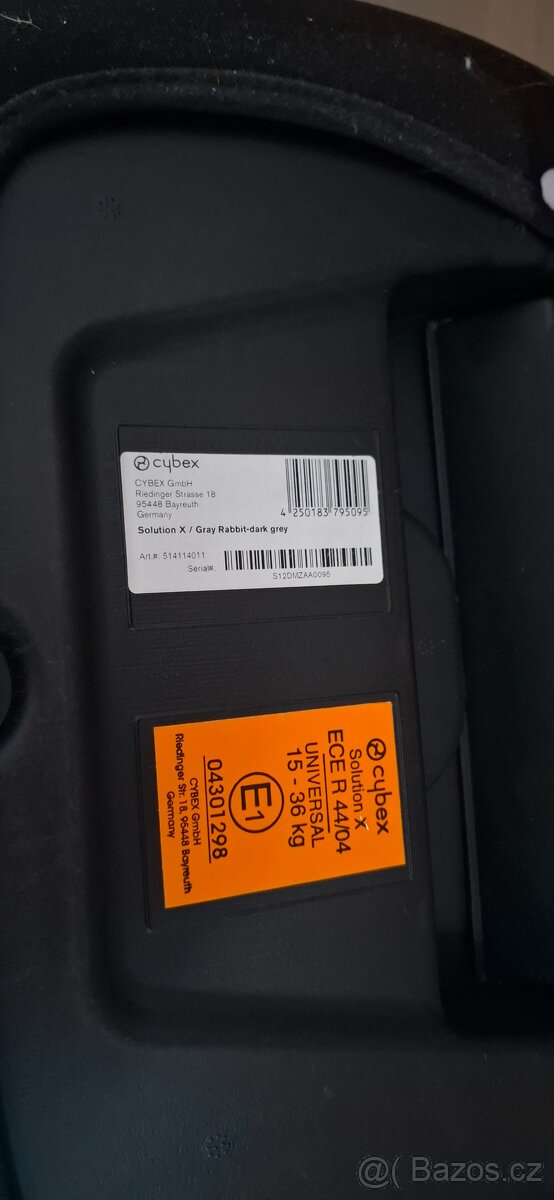 cybex
CYBEX GmbH
Riedinger Strasse 18
95448 Bayreuth
Germany
4 250183 795095
Solution X / Gray Rabbit-dark grey
Art.#: 514114011
Serial#:
S12DMZAA0095
cybex
Solution X
ECE R 44/04
UNIVERSAL
15 - 36 kg
E1
04301298
CYBEX GmbH
Riedinger Str. 18, 95448 Bayreuth
Germany
@( Bazoš.cz